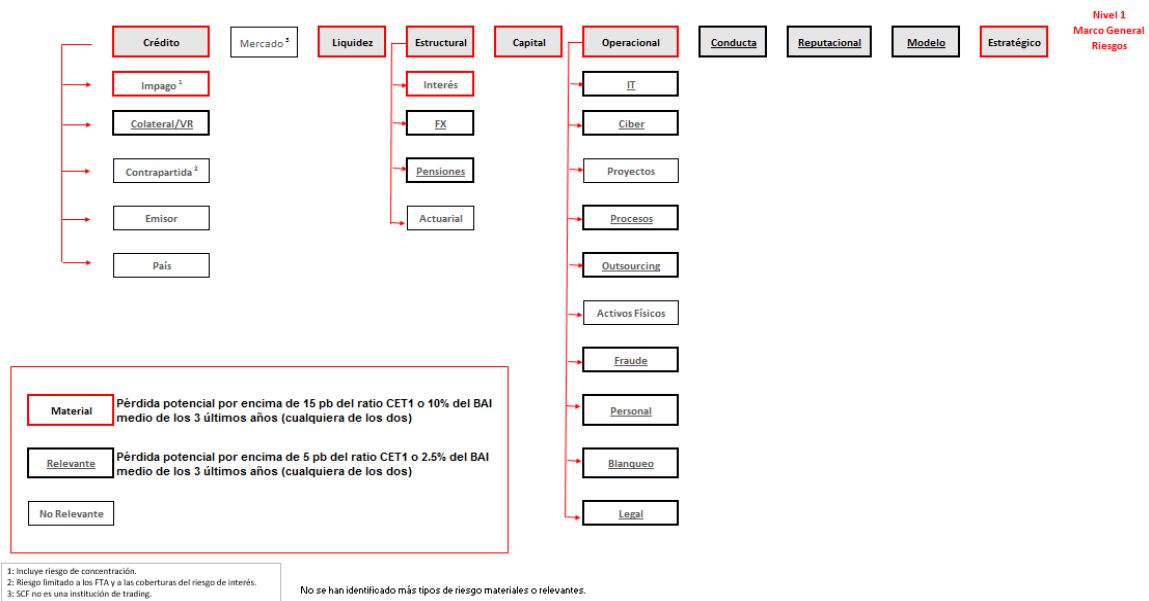 Nivel 1
Marco General
Riesgos
Crédito
Mercado ³
Liquidez
Estructural
Capital
Operacional
Conducta
Reputacional
Modelo
Estratégico
Impago ¹
Interés
IT
Colateral/VR
FX
Ciber
Contrapartida ²
Pensiones
Proyectos
Emisor
Actuarial
Procesos
País
Outsourcing
Activos Físicos
Fraude
Personal
Blanqueo
Legal
Material
Pérdida potencial por encima de 15 pb del ratio CET1 o 10% del BAI
medio de los 3 últimos años (cualquiera de los dos)
Relevante
Pérdida potencial por encima de 5 pb del ratio CET1 o 2.5% del BAI
medio de los 3 últimos años (cualquiera de los dos)
No Relevante
1: Incluye riesgo de concentración.
2: Riesgo limitado a los FTA y a las coberturas del riesgo de interés.
3: SCF no es una institución de trading.
No se han identificado más tipos de riesgo materiales o relevantes.